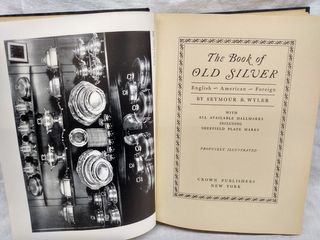 The Book of
OLD SILVER
English - American - Foreign
BY SEYMOUR B. WYLER
WITH
ALL AVAILABLE HALLMARKS
INCLUDING
SHEFFIELD PLATE MARKS
PROFUSELY ILLUSTRATED
CROWN PUBLISHERS
NEW YORK